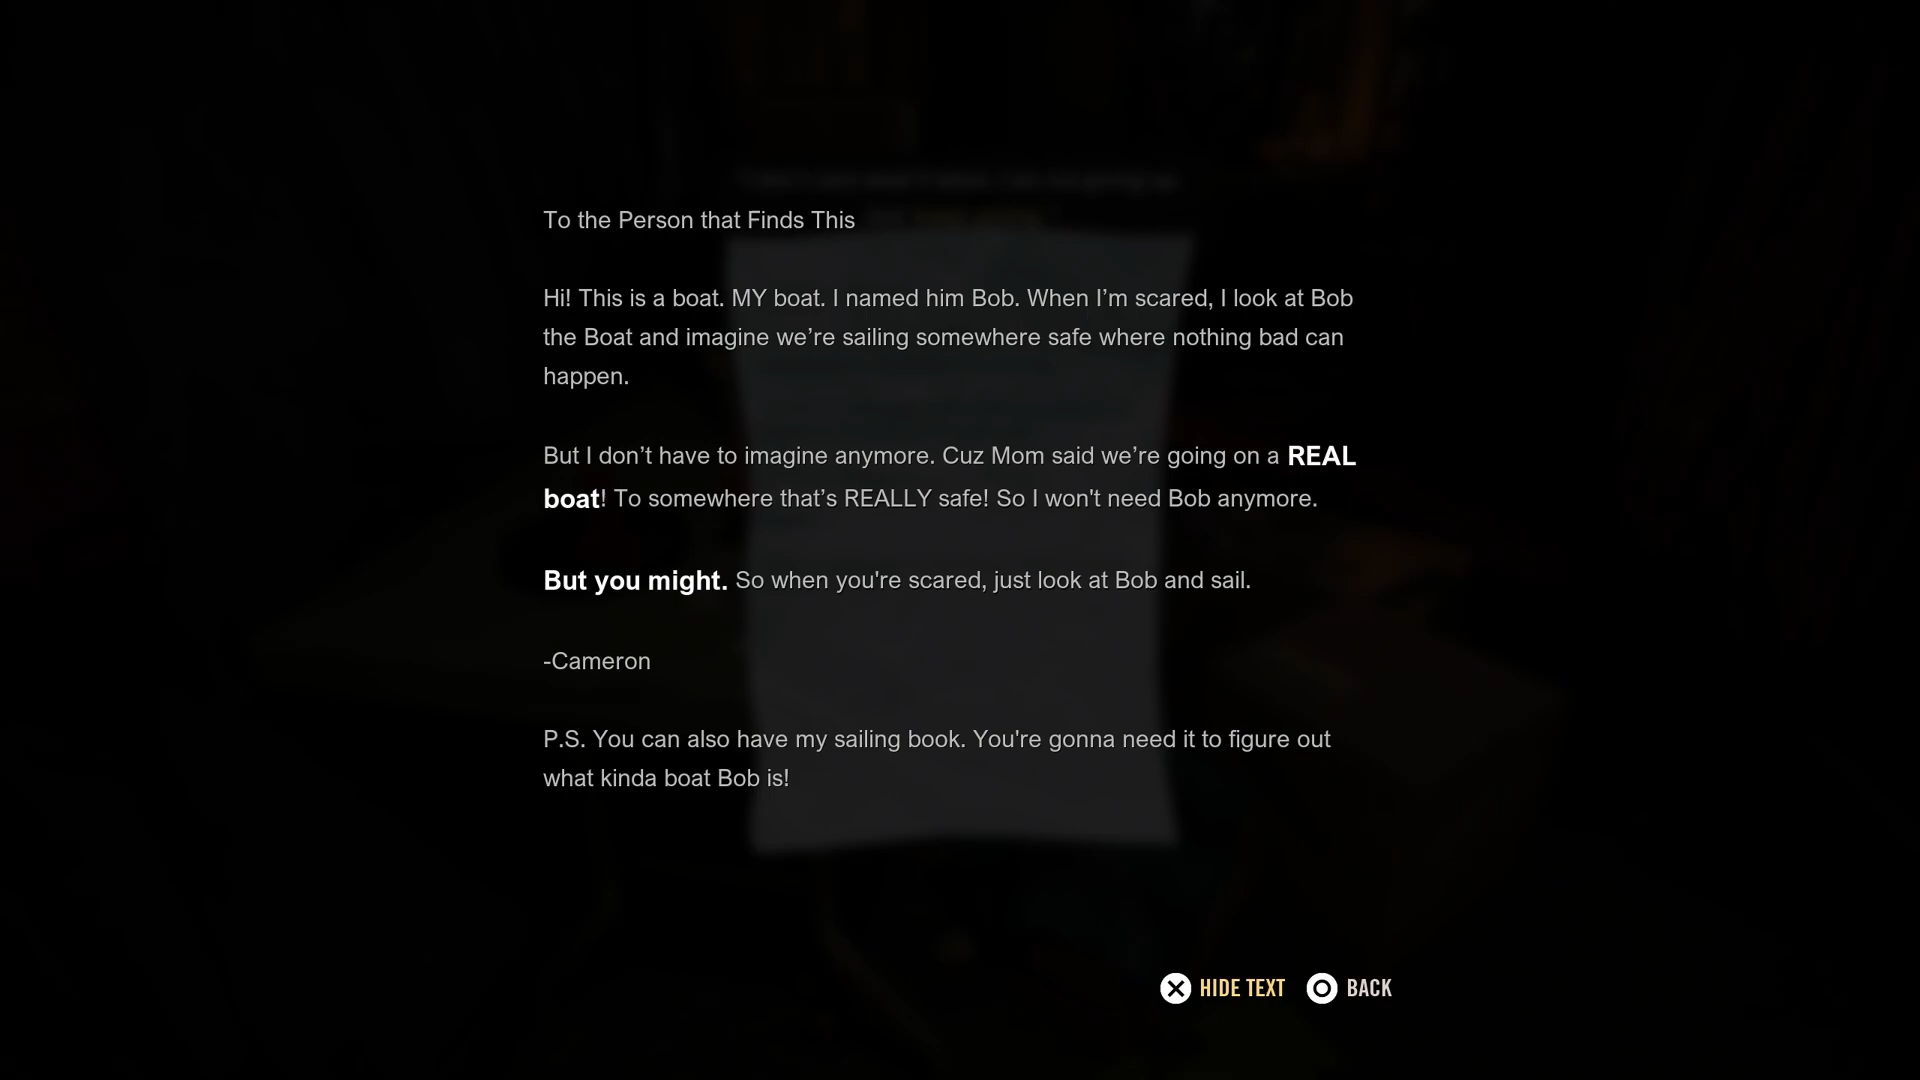 To the Person that Finds This
Hi! This is a boat. MY boat. I named him Bob. When I’m scared, I look at Bob
the Boat and imagine we’re sailing somewhere safe where nothing bad can
happen.
But I don’t have to imagine anymore. Cuz Mom said we’re going on a REAL
boat! To somewhere that’s REALLY safe! So I won't need Bob anymore.
But you might. So when you're scared, just look at Bob and sail.
-Cameron
P.S. You can also have my sailing book. You're gonna need it to figure out
what kinda boat Bob is!
HIDE TEXT BACK